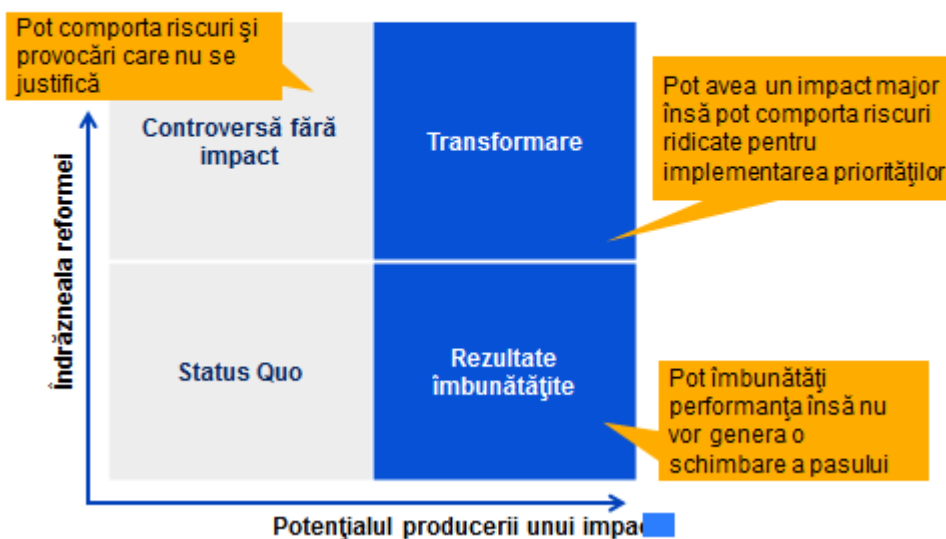 Pot comporta riscuri şi
provocări care nu se
justifică
Controversă fără
impact
Transformare
Pot avea un impact major
însă pot comporta riscuri
ridicate pentru
implementarea priorităţilor
Îndrăzneala reformei
Status Quo
Rezultate
îmbunătăţite
Pot îmbunătăţi
performanţa însă nu
vor genera o
schimbare a pasului
Potenţialul producerii unui